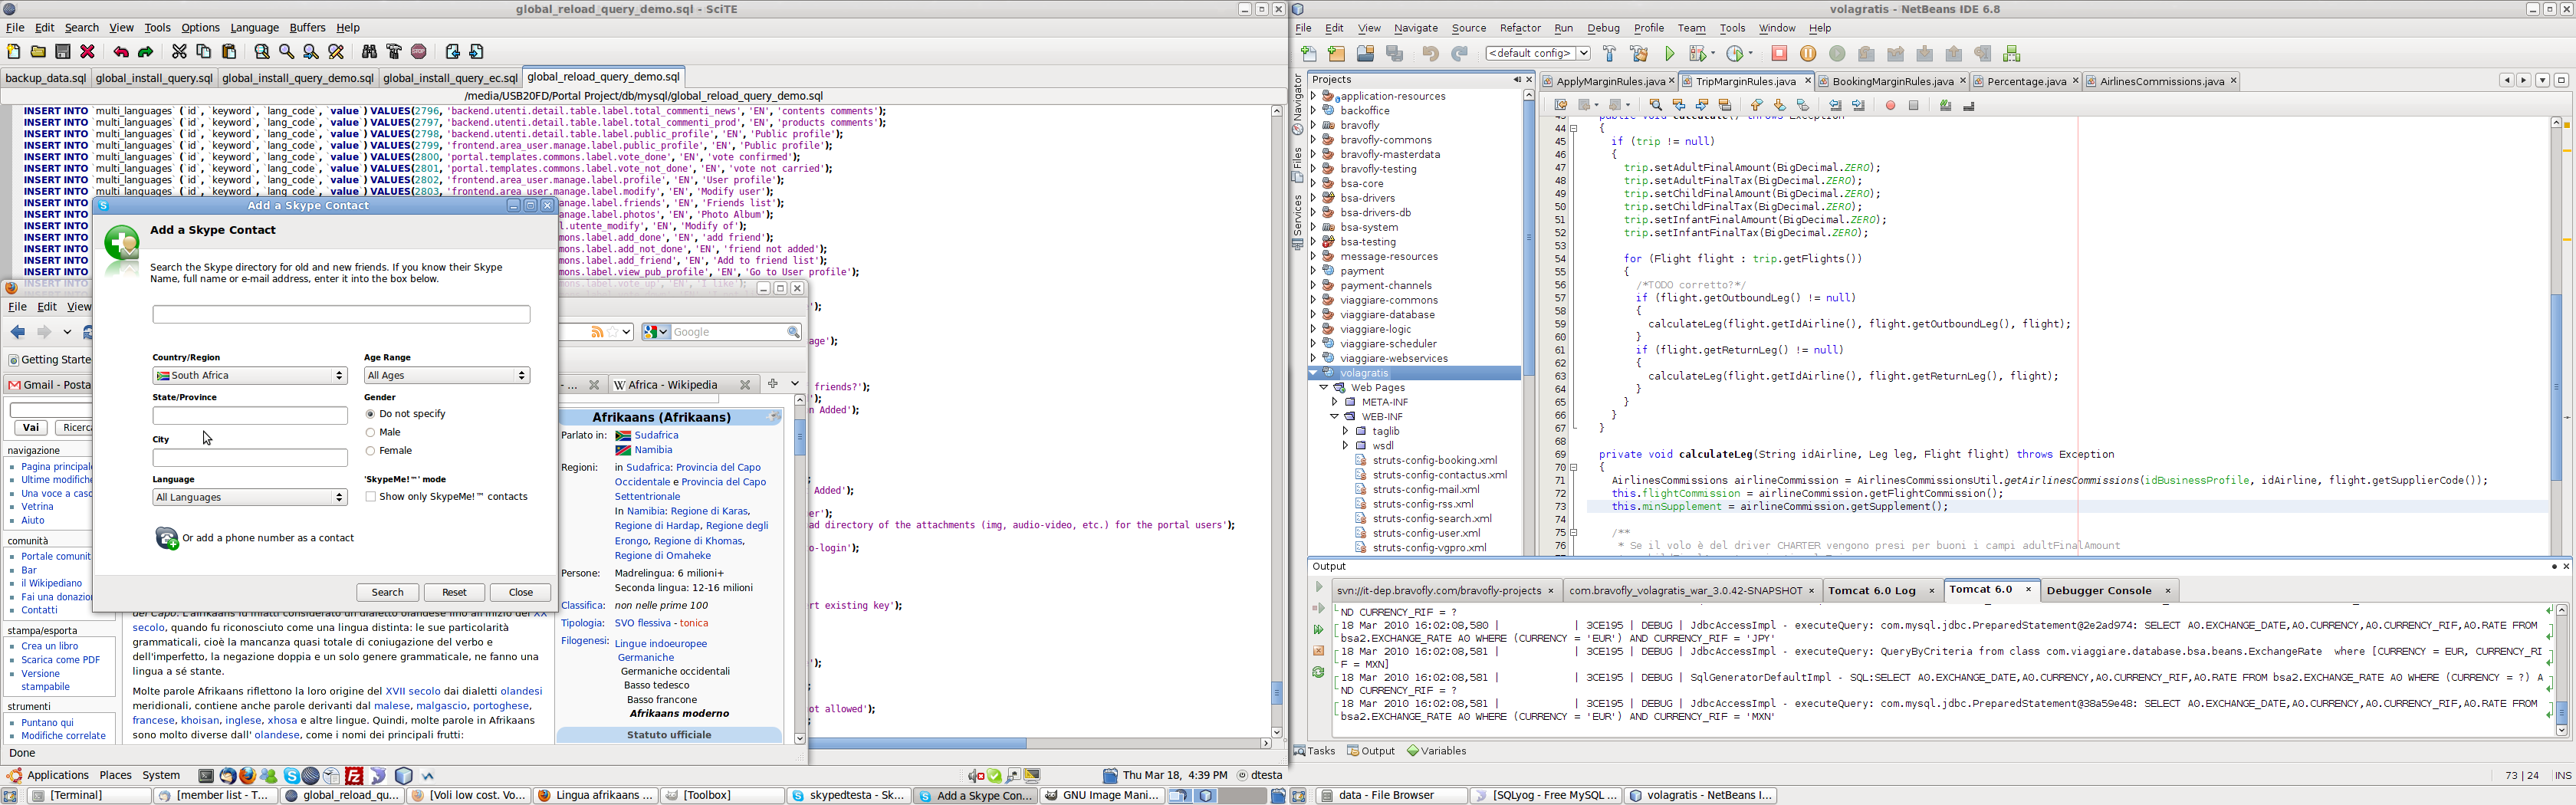 global_reload_query_demo.sql - SciTE
File Edit Search View Tools Options Language Buffers Help
backup_data.sql global_install_query.sql global_install_query_demo.sql global_install_query_ec.sql global_reload_query_demo.sql
/media/USB20FD/Portal Project/db/mysql/global_reload_query_demo.sql
INSERT INTO `multi_languages` (`id`, `keyword`, `lang_code`, `value`) VALUES(2796, 'backend.utenti.detail.table.label.total_commenti_news', 'EN', 'contents comments');
INSERT INTO `multi_languages` (`id`, `keyword`, `lang_code`, `value`) VALUES(2797, 'backend.utenti.detail.table.label.total_commenti_prod', 'EN', 'products comments');
INSERT INTO `multi_languages` (`id`, `keyword`, `lang_code`, `value`) VALUES(2798, 'backend.utenti.detail.table.label.public_profile', 'EN', 'Public profile');
INSERT INTO `multi_languages` (`id`, `keyword`, `lang_code`, `value`) VALUES(2799, 'frontend.area_user.manage.label.public_profile', 'EN', 'Public profile');
INSERT INTO `multi_languages` (`id`, `keyword`, `lang_code`, `value`) VALUES(2800, 'portal.templates.commons.label.vote_done', 'EN', 'vote confirmed');
INSERT INTO `multi_languages` (`id`, `keyword`, `lang_code`, `value`) VALUES(2801, 'portal.templates.commons.label.vote_not_done', 'EN', 'vote not carried');
INSERT INTO `multi_languages` (`id`, `keyword`, `lang_code`, `value`) VALUES(2802, 'frontend.area_user.manage.label.profile', 'EN', 'User profile');
INSERT INTO `multi_languages` (`id`, `keyword`, `lang_code`, `value`) VALUES(2803, 'frontend.area_user.manage.label.modify', 'EN', 'Modify user');
INSERT INTO anage.label.friends', 'EN', 'Friends list');
INSERT INTO anage.label.photos', 'EN', 'Photo Album');
INSERT INTO l.utente_modify', 'EN', 'Modify of');
INSERT INTO mons.label.add_done', 'EN', 'add friend');
INSERT INTO mons.label.add_not_done', 'EN', 'friend not added');
INSERT INTO mons.label.add_friend', 'EN', 'Add to friend list');
INSERT INTO mons.label.view_pub_profile', 'EN', 'Go to User profile');
age');
friends?');
n Added');
Added');
er');
ad directory of the attachments (img, audio-video, etc.) for the portal users');
o-login');
rt existing key');
ot allowed');
Add a Skype Contact
Add a Skype Contact
Search the Skype directory for old and new friends. If you know their Skype
Name, full name or e-mail address, enter it into the box below.
Country/Region Age Range
South Africa All Ages
State/Province Gender
Do not specify
Male
City
Female
Language 'SkypeMe!™' mode
All Languages Show only SkypeMe!™ contacts
Or add a phone number as a contact
Search Reset Close
File Edit View
Google
Getting Starte
Gmail - Posta - ... Africa - Wikipedia
Vai Ricerca
navigazione
Pagina principale
Ultime modifiche
Una voce a caso
Vetrina
Aiuto
comunità
Portale comunit
Bar
il Wikipediano
Fai una donazion
Contatti
stampa/esporta
Crea un libro
Scarica come PDF
Versione
stampabile
strumenti
Puntano qui
Modifiche correlate
del Capo. L'afrikaans fu infatti considerato un dialetto olandese fino all'inizio del XX
secolo, quando fu riconosciuto come una lingua distinta: le sue particolarità
grammaticali, cioè la mancanza quasi totale di coniugazione del verbo e
dell'imperfetto, la negazione doppia e un solo genere grammaticale, ne fanno una
lingua a sé stante.
Molte parole Afrikaans riflettono la loro origine del XVII secolo dai dialetti olandesi
meridionali, contiene anche parole derivanti dal malese, malgascio, portoghese,
francese, khoisan, inglese, xhosa e altre lingue. Quindi, molte parole in Afrikaans
sono molto diverse dall' olandese, come i nomi dei principali frutti:
Afrikaans (Afrikaans)
Parlato in: Sudafrica
Namibia
Regioni: in Sudafrica: Provincia del Capo
Occidentale e Provincia del Capo
Settentrionale
In Namibia: Regione di Karas,
Regione di Hardap, Regione degli
Erongo, Regione di Khomas,
Regione di Omaheke
Persone: Madrelingua: 6 milioni+
Seconda lingua: 12-16 milioni
Classifica: non nelle prime 100
Tipologia: SVO flessiva - tonica
Filogenesi: Lingue indoeuropee
Germaniche
Germaniche occidentali
Basso tedesco
Basso francone
Afrikaans moderno
Statuto ufficiale
Done
Applications Places System
Thu Mar 18, 4:39 PM dtesta
[Terminal] [member list - T... global_reload_qu... [Voli low cost. Vo... Lingua afrikaans ... [Toolbox] skypedtesta - Sk... Add a Skype Con... GNU Image Mani...
volagratis - NetBeans IDE 6.8
File Edit View Navigate Source Refactor Run Debug Profile Team Tools Window Help
<default config>
Navigator
Files
Services
Projects
application-resources
backoffice
bravofly
bravofly-commons
bravofly-masterdata
bravofly-testing
bsa-core
bsa-drivers
bsa-drivers-db
bsa-system
bsa-testing
message-resources
payment
payment-channels
viaggiare-commons
viaggiare-database
viaggiare-logic
viaggiare-scheduler
viaggiare-webservices
volagratis
Web Pages
META-INF
WEB-INF
taglib
wsdl
struts-config-booking.xml
struts-config-contactus.xml
struts-config-mail.xml
struts-config-rss.xml
struts-config-search.xml
struts-config-user.xml
struts-config-vgpro.xml
ApplyMarginRules.java TripMarginRules.java BookingMarginRules.java Percentage.java AirlinesCommissions.java
43 public void calculate() throws Exception
44 {
45 if (trip != null)
46 {
47 trip.setAdultFinalAmount(BigDecimal.ZERO);
48 trip.setAdultFinalTax(BigDecimal.ZERO);
49 trip.setChildFinalAmount(BigDecimal.ZERO);
50 trip.setChildFinalTax(BigDecimal.ZERO);
51 trip.setInfantFinalAmount(BigDecimal.ZERO);
52 trip.setInfantFinalTax(BigDecimal.ZERO);
53
54 for (Flight flight : trip.getFlights())
55 {
56 /*TODO corretto?*/
57 if (flight.getOutboundLeg() != null)
58 {
59 calculateLeg(flight.getIdAirline(), flight.getOutboundLeg(), flight);
60 }
61 if (flight.getReturnLeg() != null)
62 {
63 calculateLeg(flight.getIdAirline(), flight.getReturnLeg(), flight);
64 }
65 }
66 }
67 }
68
69 private void calculateLeg(String idAirline, Leg leg, Flight flight) throws Exception
70 {
71 AirlinesCommissions airlineCommission = AirlinesCommissionsUtil.getAirlinesCommissions(idBusinessProfile, idAirline, flight.getSupplierCode());
72 this.flightCommission = airlineCommission.getFlightCommission();
73 this.minSupplement = airlineCommission.getSupplement();
74
75 /**
76 * Se il volo è del driver CHARTER vengono presi per buoni i campi adultFinalAmount
Output
svn://it-dep.bravofly.com/bravofly-projects com.bravofly_volagratis_war_3.0.42-SNAPSHOT Tomcat 6.0 Log Tomcat 6.0 Debugger Console
ND CURRENCY_RIF = ?
18 Mar 2010 16:02:08,580 | | 3CE195 | DEBUG | JdbcAccessImpl - executeQuery: com.mysql.jdbc.PreparedStatement@2e2ad974: SELECT A0.EXCHANGE_DATE,A0.CURRENCY,A0.CURRENCY_RIF,A0.RATE FROM
bsa2.EXCHANGE_RATE A0 WHERE (CURRENCY = 'EUR') AND CURRENCY_RIF = 'JPY'
18 Mar 2010 16:02:08,581 | | 3CE195 | DEBUG | JdbcAccessImpl - executeQuery: QueryByCriteria from class com.viaggiare.database.bsa.beans.ExchangeRate where [CURRENCY = EUR, CURRENCY_RI
F = MXN]
18 Mar 2010 16:02:08,581 | | 3CE195 | DEBUG | SqlGeneratorDefaultImpl - SQL:SELECT A0.EXCHANGE_DATE,A0.CURRENCY,A0.CURRENCY_RIF,A0.RATE FROM bsa2.EXCHANGE_RATE A0 WHERE (CURRENCY = ?) A
ND CURRENCY_RIF = ?
18 Mar 2010 16:02:08,581 | | 3CE195 | DEBUG | JdbcAccessImpl - executeQuery: com.mysql.jdbc.PreparedStatement@38a59e48: SELECT A0.EXCHANGE_DATE,A0.CURRENCY,A0.CURRENCY_RIF,A0.RATE FROM
bsa2.EXCHANGE_RATE A0 WHERE (CURRENCY = 'EUR') AND CURRENCY_RIF = 'MXN'
Tasks Output Variables
73 | 24 INS
data - File Browser [SQLyog - Free MySQL ... volagratis - NetBeans I...